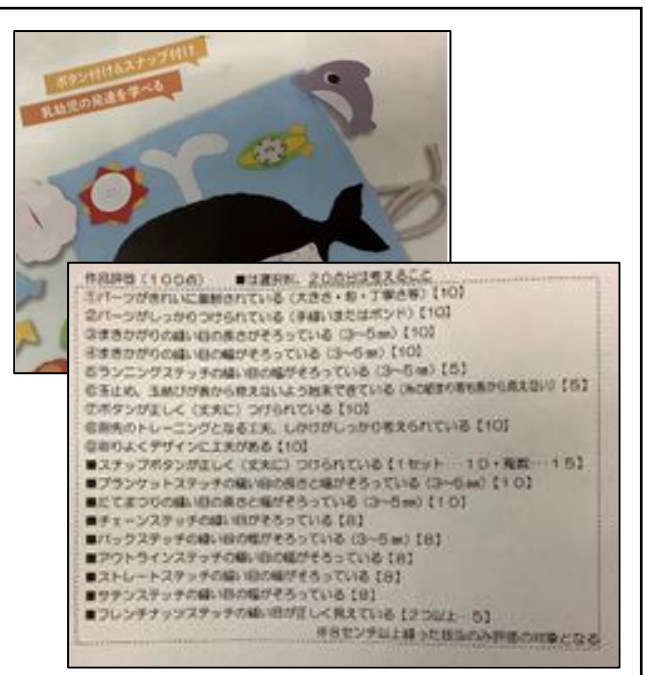 ボタン付け&スナップ付け
乳幼児の発達を学べる
作品評価(100点) ■は選択制、20点分は考えること
①パーツがきれいに裁断されている(大きさ・形・丁寧さ等)【10】
②パーツがしっかりつけられている(手縫いまたはボンド)【10】
③まきかがりの縫い目の長さがそろっている(3~5㎜)【10】
④まきかがりの縫い目の幅がそろっている(3~5㎜)【10】
⑤ランニングステッチの縫い目の幅がそろっている(3~5㎜)【5】
⑥玉止め、玉結びが表から見えないよう始末できている(糸の始まり等も表から見えない)【5】
⑦ボタンが正しく(丈夫に)つけられている【10】
⑧指先のトレーニングとなる工夫、しかけがしっかり考えられている【10】
⑨彩りよくデザインに工夫がある【10】
■スナップボタンが正しく(丈夫に)つけられている【1セット…10・複数…15】
■ブランケットステッチの縫い目の長さと幅がそろっている(3~5㎜)【10】
■たてまつりの縫い目の長さと幅がそろっている(3~5㎜)【10】
■チェーンステッチの縫い目がそろっている【8】
■バックステッチの縫い目の幅がそろっている(3~5㎜)【8】
■アウトラインステッチの縫い目の幅がそろっている【8】
■ストレートステッチの縫い目の幅がそろっている【8】
■サテンステッチの縫い目の幅がそろっている【8】
■フレンチナッツステッチの縫い目が正しく見えている【2つ以上…5】
※8センチ以上縫った該当のみ評価の対象となる